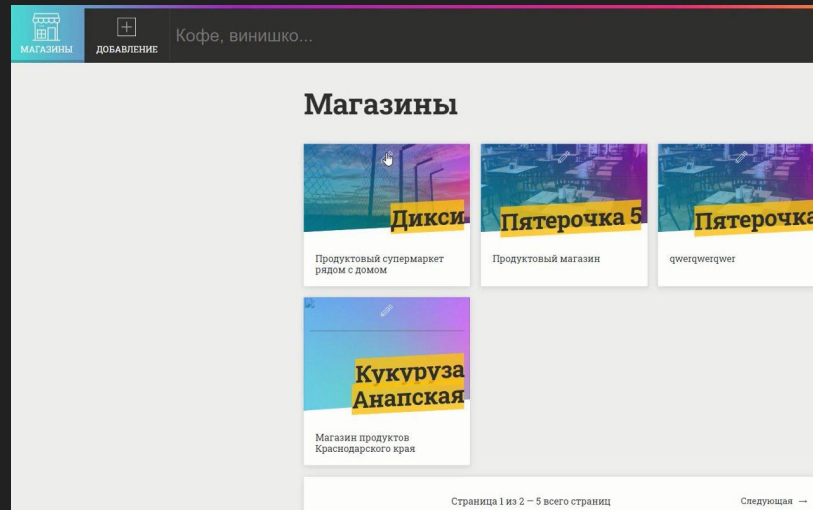 МАГАЗИНЫ
ДОБАВЛЕНИЕ
Кофе, винишко...
Магазины
Дикси
Продуктовый супермаркет
рядом с домом
Пятерочка 5
Продуктовый магазин
Пятерочка
qwerqwerqwer
Кукуруза
Анапская
Магазин продуктов
Краснодарского края
Страница 1 из 2 — 5 всего страниц
Следующая →